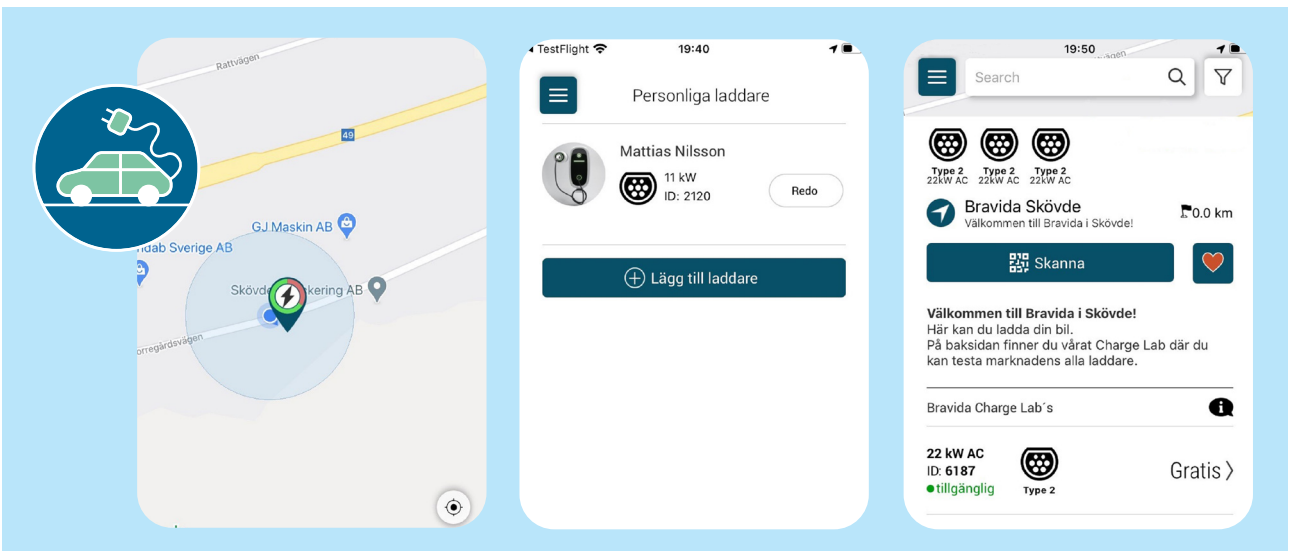 Rattvägen
49
GJ Maskin AB
ndab Sverige AB
Skövde
kering AB
orregårdsvägen
TestFlight
19:40
Personliga laddare
Mattias Nilsson
11 kW
ID: 2120
Redo
Lägg till laddare
19:50
Search
Type 2
22kW AC
Type 2
22kW AC
Type 2
22kW AC
Bravida Skövde
0.0 km
Välkommen till Bravida i Skövde!
Skanna
Välkommen till Bravida i Skövde!
Här kan du ladda din bil.
På baksidan finner du vårat Charge Lab där du
kan testa marknadens alla laddare.
Bravida Charge Lab´s
22 kW AC
ID: 6187
tillgänglig
Type 2
Gratis